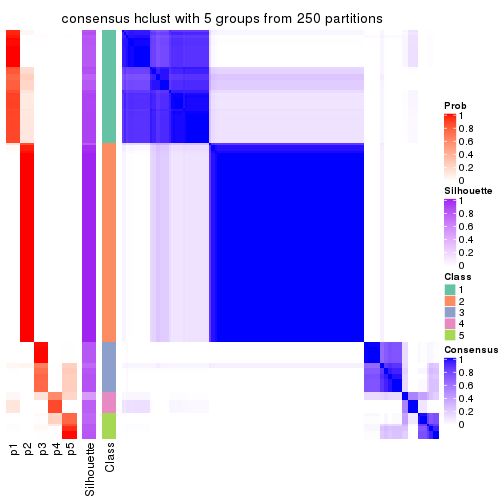 consensus hclust with 5 groups from 250 partitions
Prob
1
0.8
0.6
0.4
0.2
0
Silhouette
1
0.8
0.6
0.4
0.2
0
Class
1
2
3
4
5
Consensus
1
0.8
0.6
0.4
0.2
0
p1
p2
p3
p4
p5
Silhouette
Class